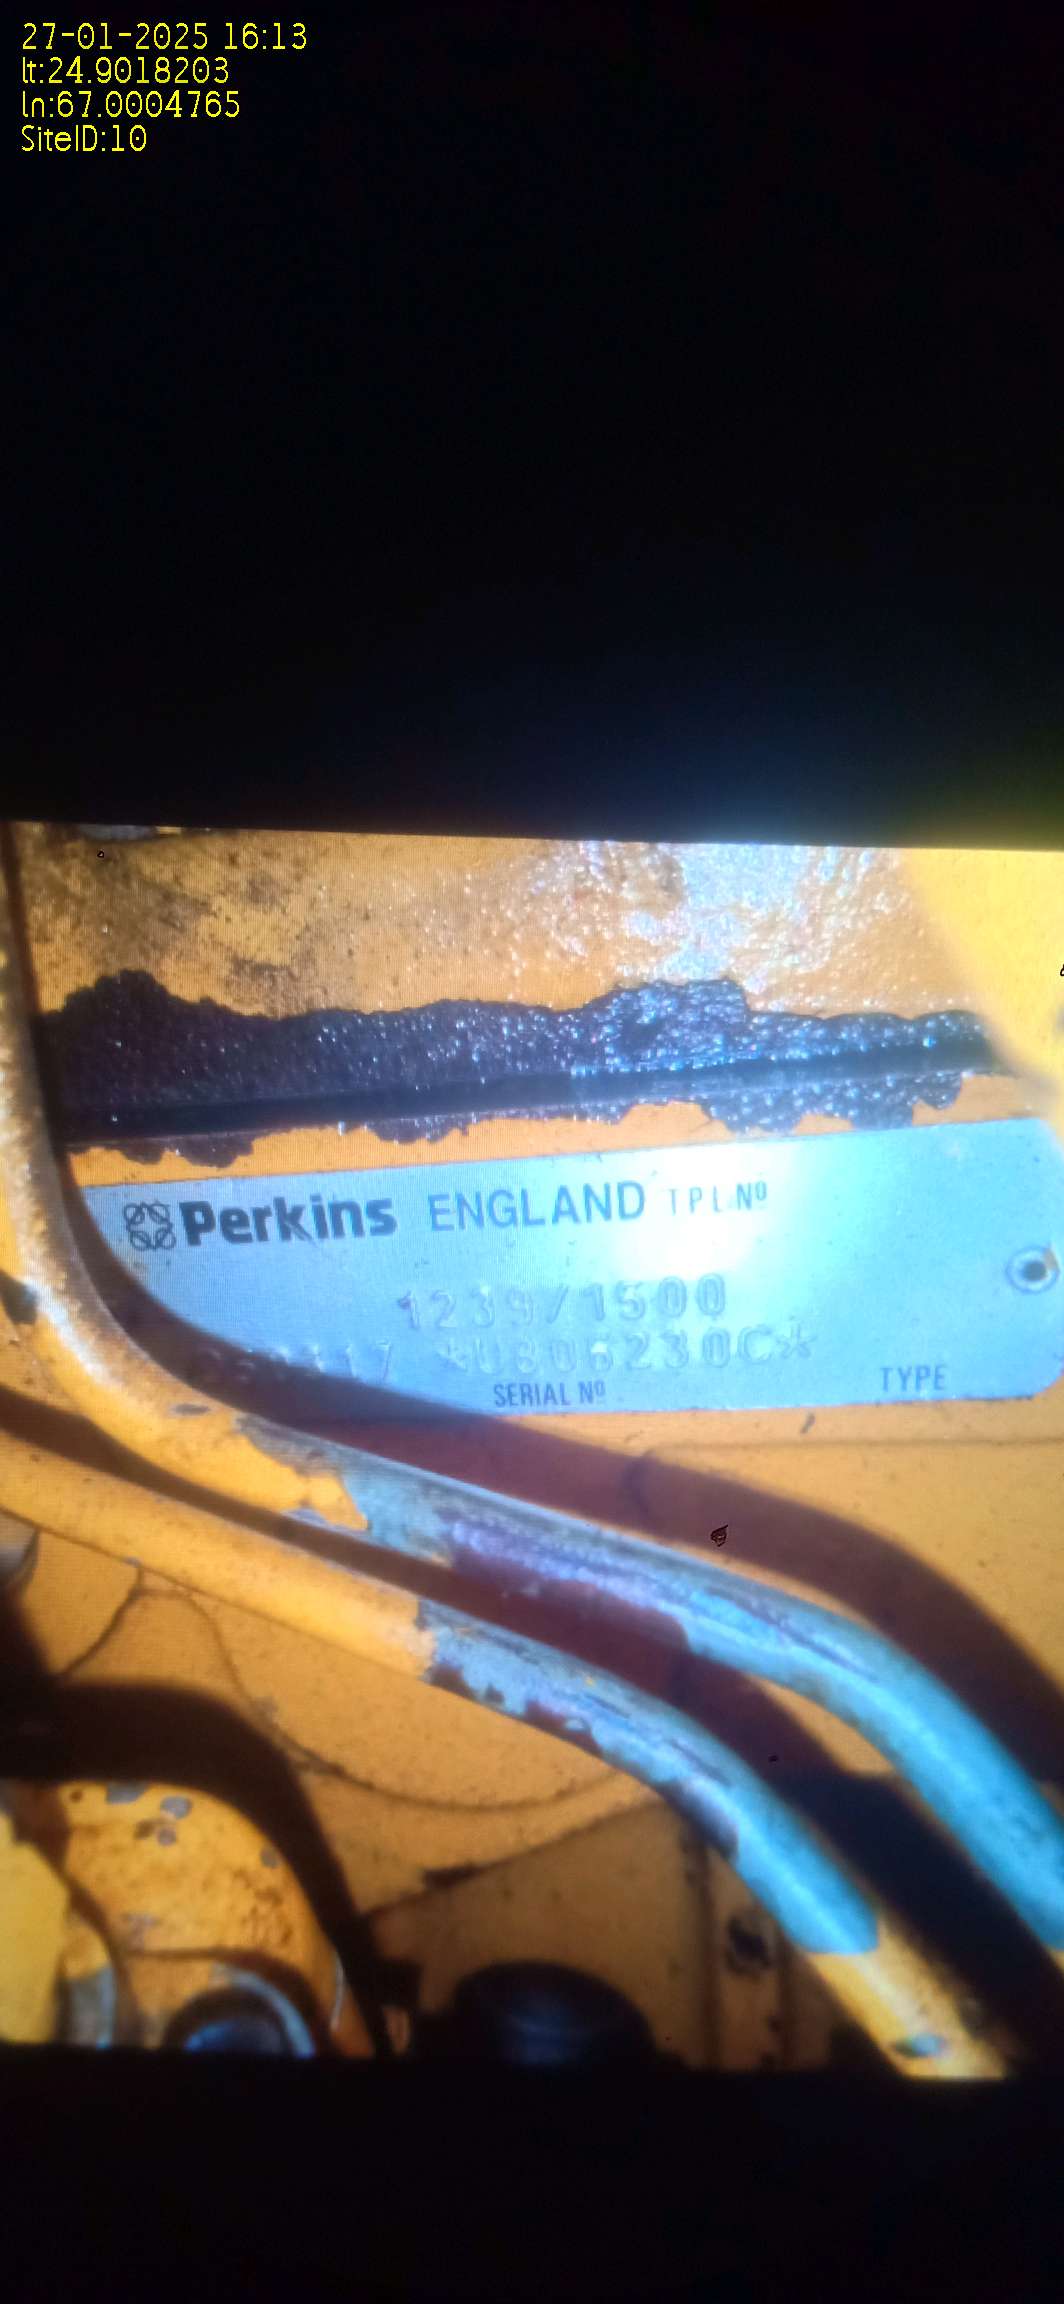 27-01-2025 16:13
lt:24.9018203
ln:67.0004765
SiteID:10
Perkins ENGLAND T P L Nº
1239/1500
*U806230C*
SERIAL Nº
TYPE